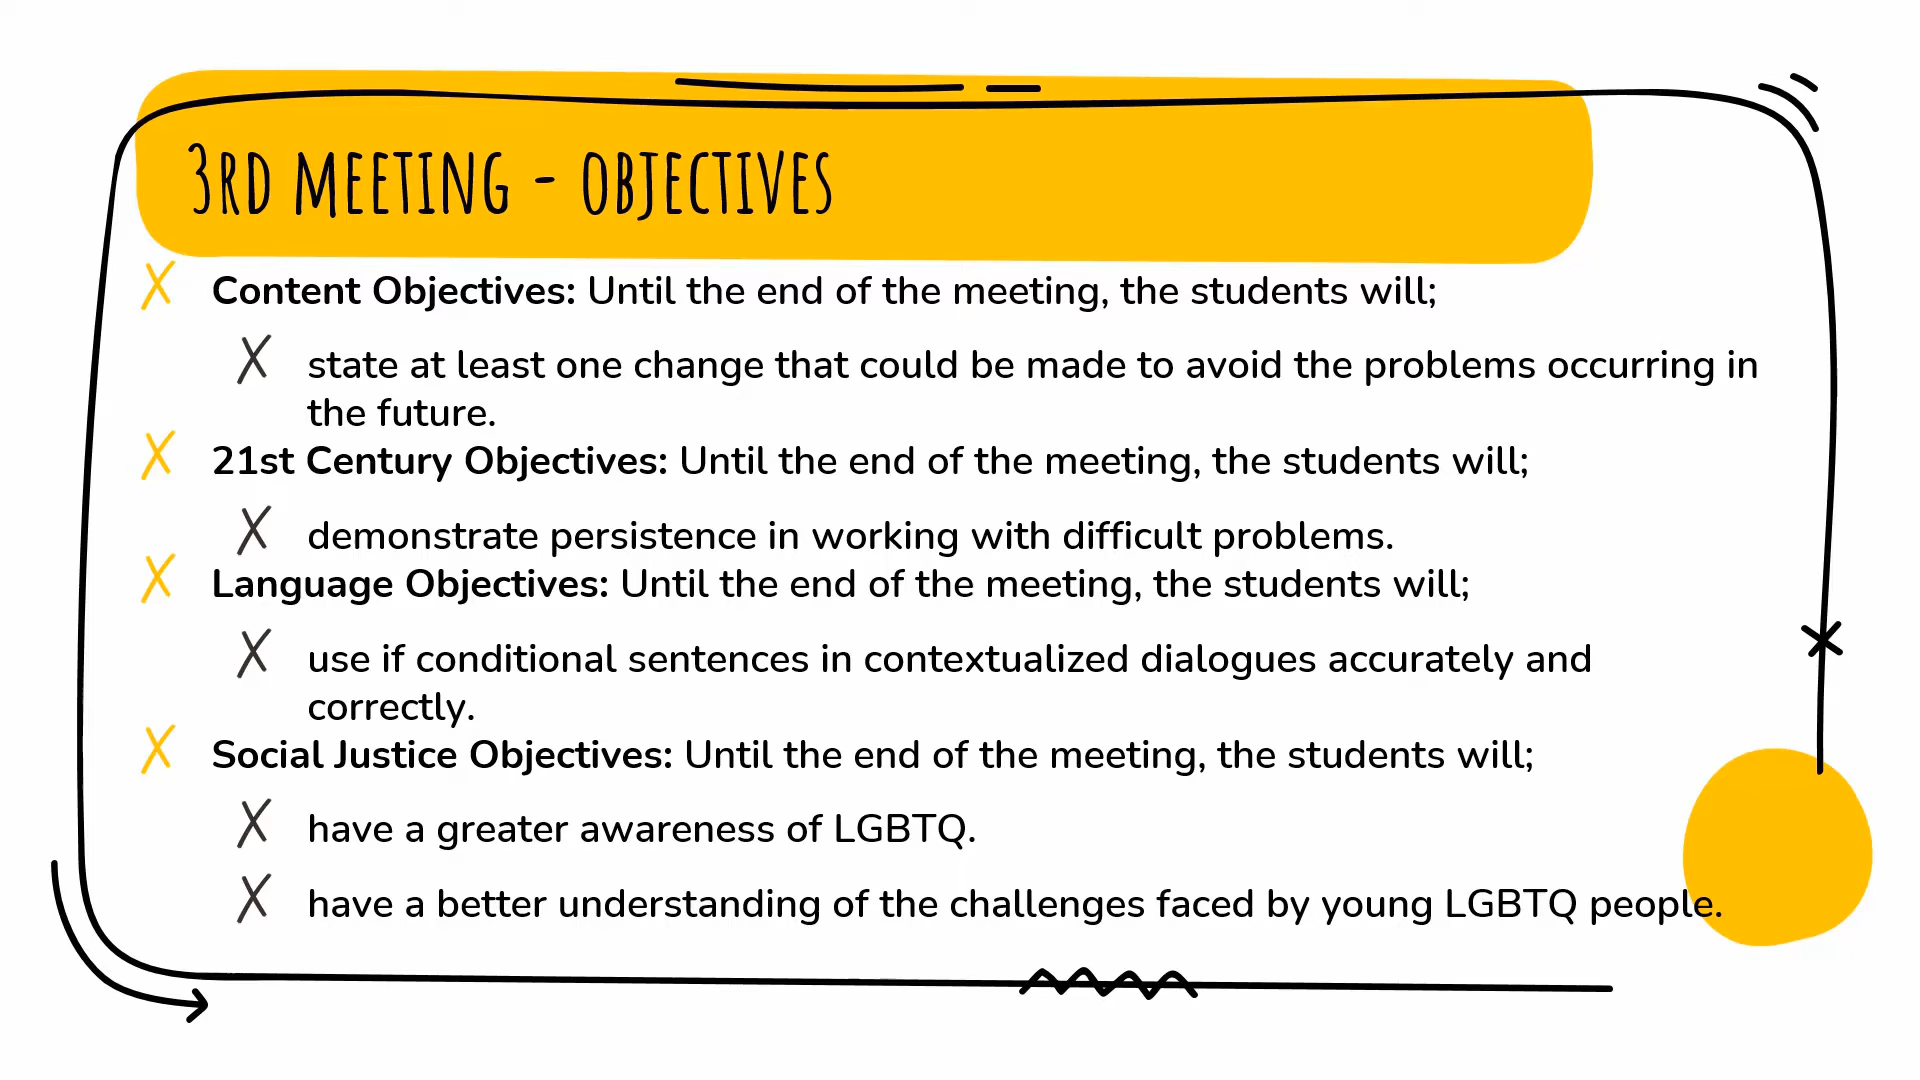 3RD MEETING - OBJECTIVES
Content Objectives: Until the end of the meeting, the students will;
state at least one change that could be made to avoid the problems occurring in
the future.
21st Century Objectives: Until the end of the meeting, the students will;
demonstrate persistence in working with difficult problems.
Language Objectives: Until the end of the meeting, the students will;
use if conditional sentences in contextualized dialogues accurately and
correctly.
Social Justice Objectives: Until the end of the meeting, the students will;
have a greater awareness of LGBTQ.
have a better understanding of the challenges faced by young LGBTQ people.